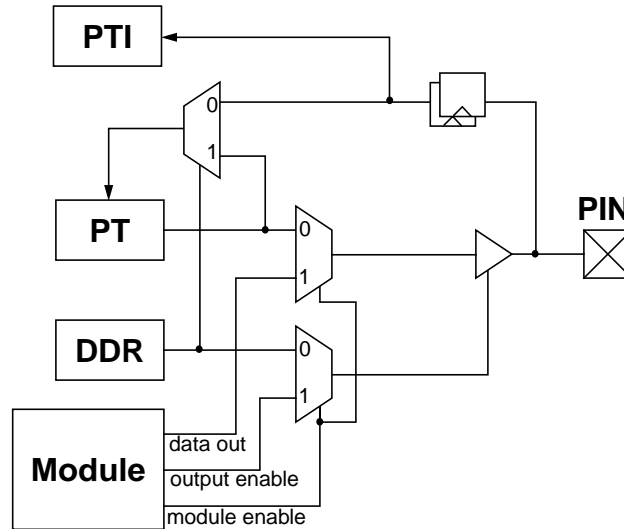 PTI
0
1
PT
PIN
0
1
DDR
0
1
Module
data out
output enable
module enable